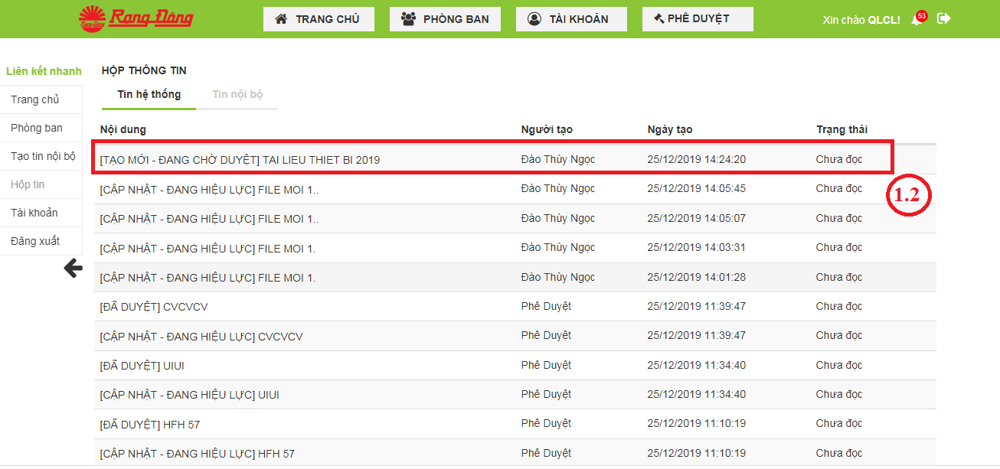 Rạng Đông
TRANG CHỦ
PHÒNG BAN
TÀI KHOẢN
PHÊ DUYỆT
Xin chào QLCL!
53
Liên kết nhanh
Trang chủ
Phòng ban
Tạo tin nội bộ
Hộp tin
Tài khoản
Đăng xuất
HỘP THÔNG TIN
Tin hệ thống Tin nội bộ
Nội dung Người tạo Ngày tạo Trạng thái
[TẠO MỚI - ĐANG CHỜ DUYỆT] TAI LIEU THIET BI 2019 Đào Thùy Ngọc 25/12/2019 14:24:20 Chưa đọc
1.2
[CẬP NHẬT - ĐANG HIỆU LỰC] FILE MOI 1.. Đào Thùy Ngọc 25/12/2019 14:05:45 Chưa đọc
[CẬP NHẬT - ĐANG HIỆU LỰC] FILE MOI 1.. Đào Thùy Ngọc 25/12/2019 14:05:07 Chưa đọc
[CẬP NHẬT - ĐANG HIỆU LỰC] FILE MOI 1. Đào Thùy Ngọc 25/12/2019 14:03:31 Chưa đọc
[CẬP NHẬT - ĐANG HIỆU LỰC] FILE MOI 1. Đào Thùy Ngọc 25/12/2019 14:01:28 Chưa đọc
[ĐÃ DUYỆT] CVCVCV Phê Duyệt 25/12/2019 11:39:47 Chưa đọc
[CẬP NHẬT - ĐANG HIỆU LỰC] CVCVCV Phê Duyệt 25/12/2019 11:39:47 Chưa đọc
[ĐÃ DUYỆT] UIUI Phê Duyệt 25/12/2019 11:34:40 Chưa đọc
[CẬP NHẬT - ĐANG HIỆU LỰC] UIUI Phê Duyệt 25/12/2019 11:34:40 Chưa đọc
[ĐÃ DUYỆT] HFH 57 Phê Duyệt 25/12/2019 11:10:19 Chưa đọc
[CẬP NHẬT - ĐANG HIỆU LỰC] HFH 57 Phê Duyệt 25/12/2019 11:10:19 Chưa đọc